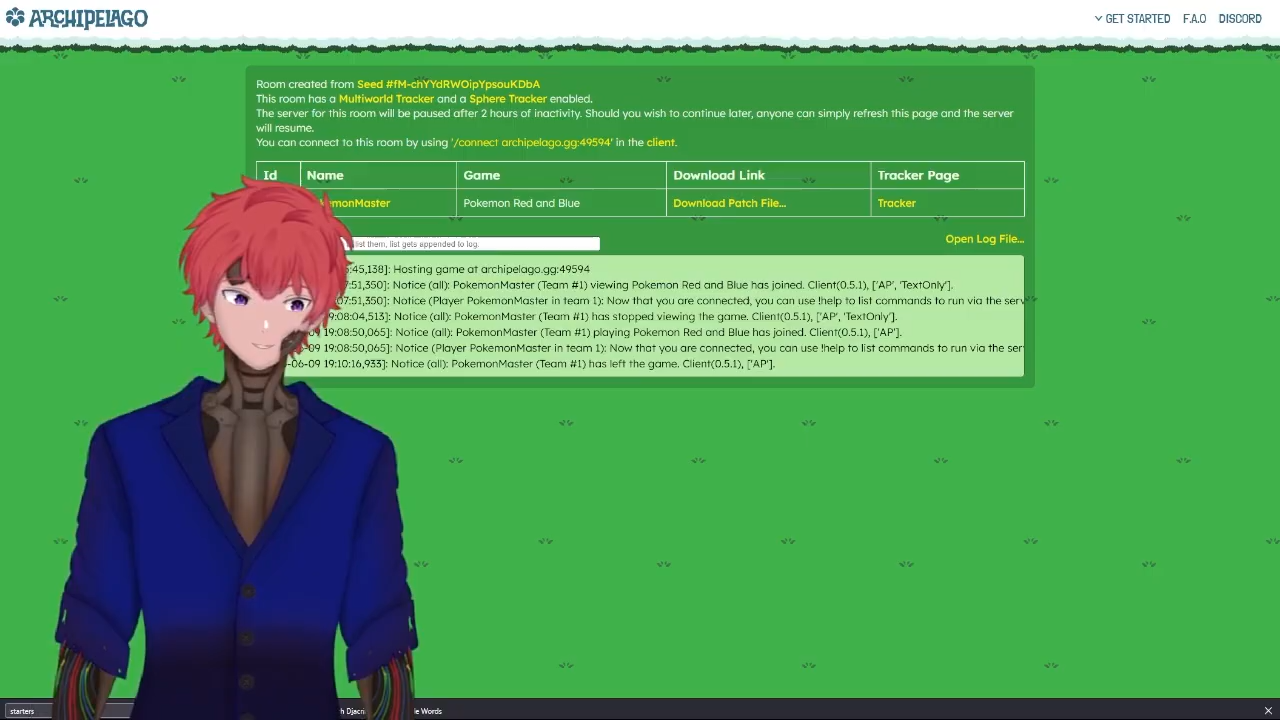 ARCHIPELAGO
GET STARTED F.A.Q DISCORD
Room created from Seed #fM-chYYdRWOipYpsouKDbA
This room has a Multiworld Tracker and a Sphere Tracker enabled.
The server for this room will be paused after 2 hours of inactivity. Should you wish to continue later, anyone can simply refresh this page and the server
will resume.
You can connect to this room by using '/connect archipelago.gg:49594' in the client.
Id Name Game Download Link Tracker Page
emonMaster Pokemon Red and Blue Download Patch File... Tracker
list them, list gets appended to log.
Open Log File...
45,138]: Hosting game at archipelago.gg:49594
07:51,350]: Notice (all): PokemonMaster (Team #1) viewing Pokemon Red and Blue has joined. Client(0.5.1), ['AP', 'TextOnly'].
07:51,350]: Notice (Player PokemonMaster in team 1): Now that you are connected, you can use !help to list commands to run via the serv
19:08:04,513]: Notice (all): PokemonMaster (Team #1) has stopped viewing the game. Client(0.5.1), ['AP', 'TextOnly'].
09 19:08:50,065]: Notice (all): PokemonMaster (Team #1) playing Pokemon Red and Blue has joined. Client(0.5.1), ['AP'].
-09 19:08:50,065]: Notice (Player PokemonMaster in team 1): Now that you are connected, you can use !help to list commands to run via the ser
-06-09 19:10:16,933]: Notice (all): PokemonMaster (Team #1) has left the game. Client(0.5.1), ['AP'].
starters h Djacri le Words